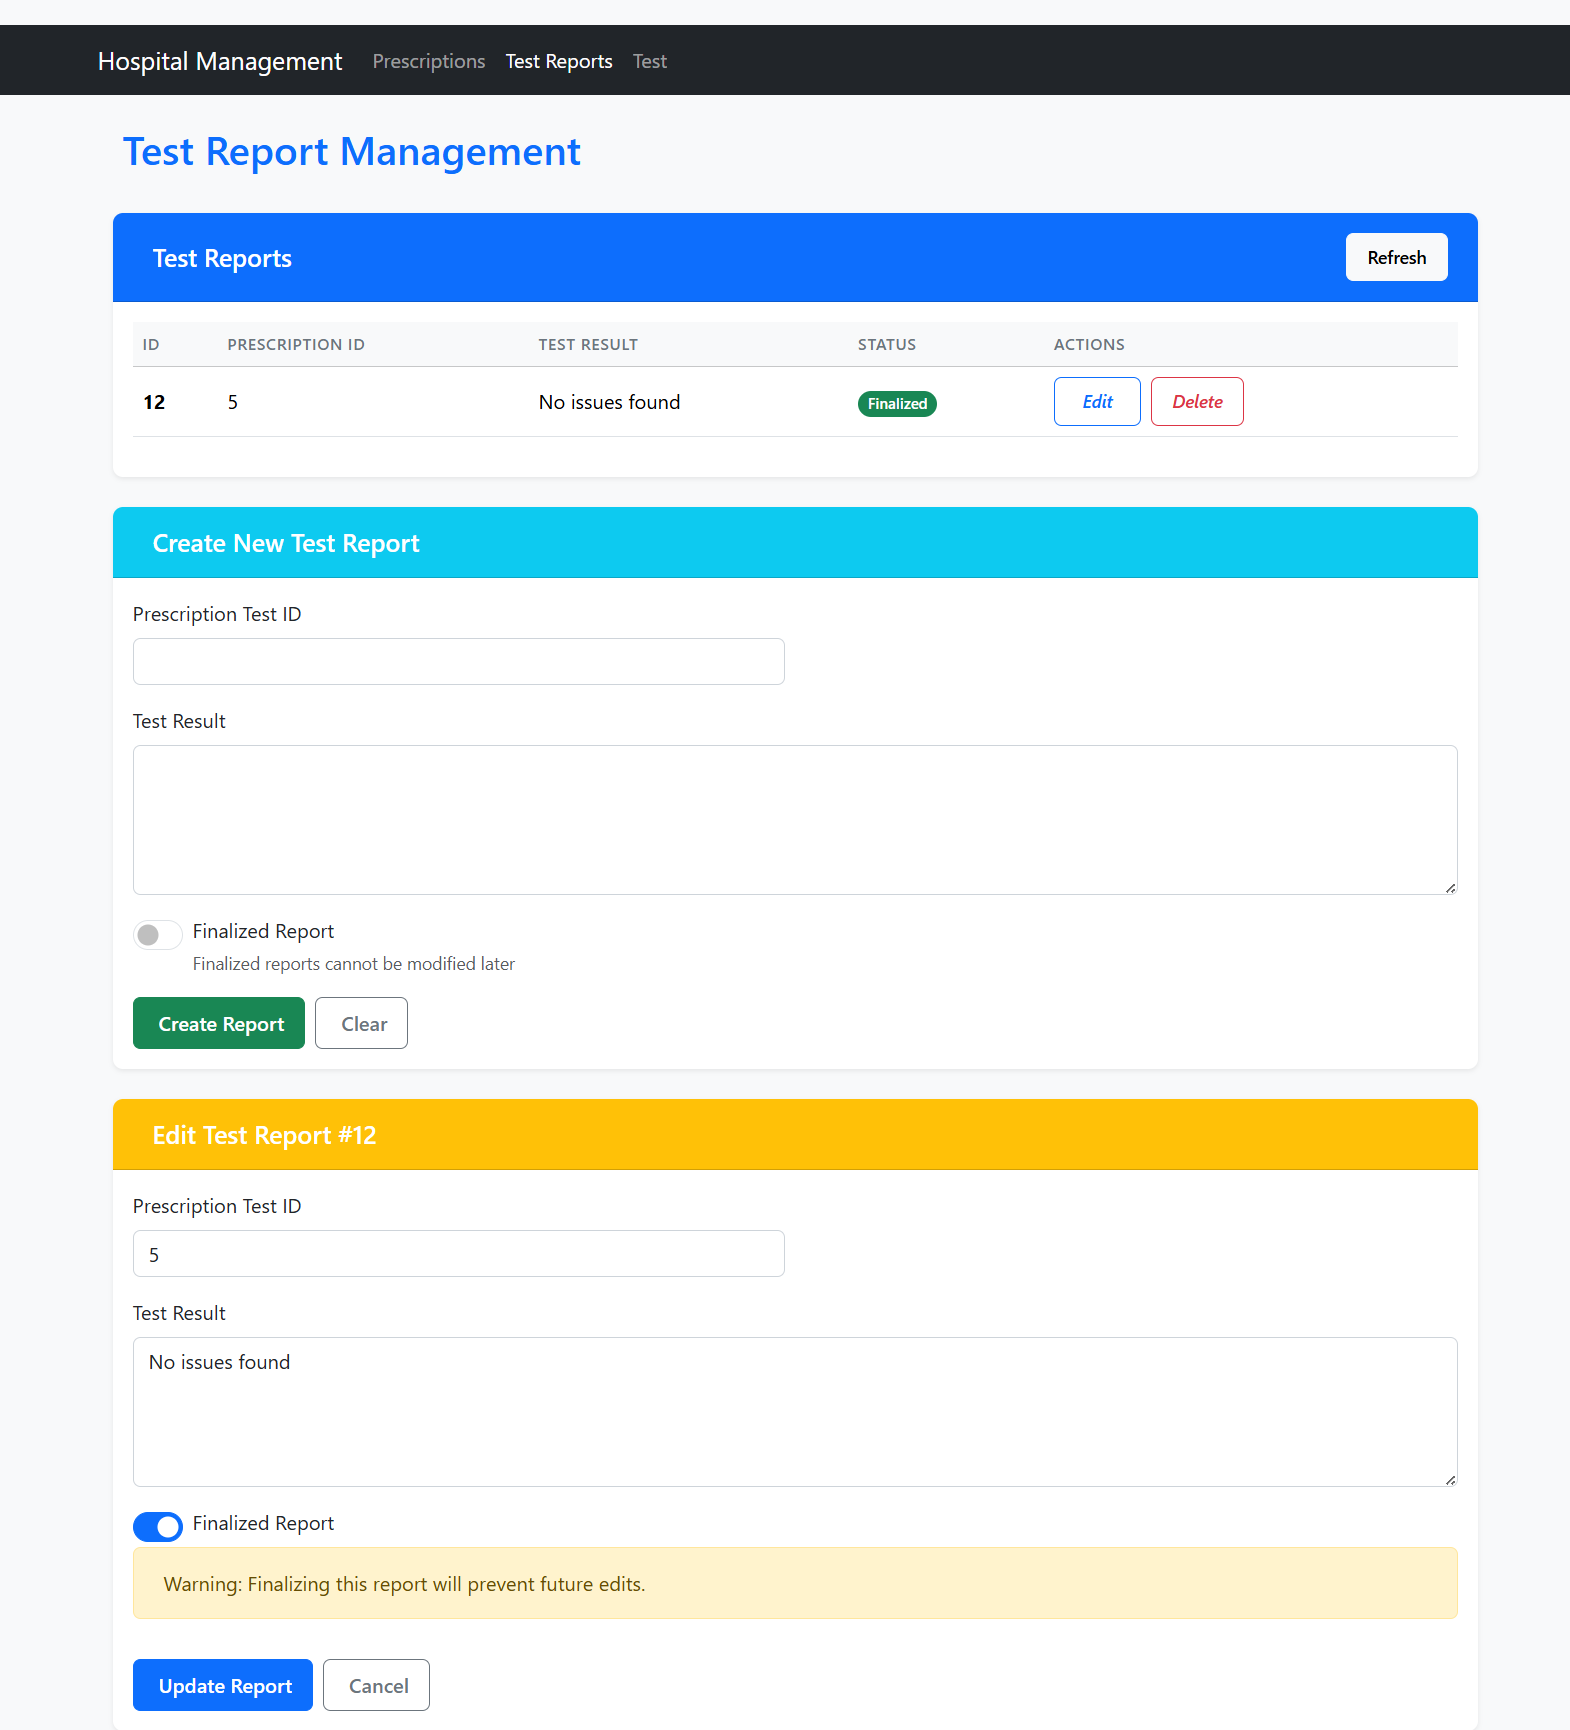 Hospital Management Prescriptions Test Reports Test
Test Report Management
Test Reports Refresh
ID PRESCRIPTION ID TEST RESULT STATUS ACTIONS
12 5 No issues found Finalized Edit Delete
Create New Test Report
Prescription Test ID
Test Result
Finalized Report
Finalized reports cannot be modified later
Create Report Clear
Edit Test Report #12
Prescription Test ID
5
Test Result
No issues found
Finalized Report
Warning: Finalizing this report will prevent future edits.
Update Report Cancel